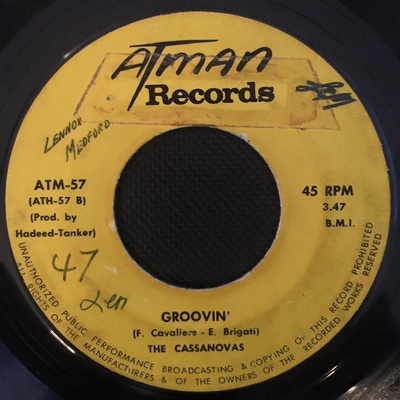 ATMAN
Records
LENNOX
MEDFORD
Len
ATM-57
(ATH-57 B)
(Prod. by
Hadeed-Tanker)
45 RPM
3.47
B.M.I.
47
Len
GROOVIN'
(F. Cavaliere - E. Brigati)
THE CASSANOVAS
UNAUTHORIZED PUBLIC PERFORMANCE BROADCASTING & COPYING OF THIS RECORD PROHIBITED
ALL RIGHTS OF THE MANUFACTURERS & OF THE OWNERS OF THE RECORDED WORKS.